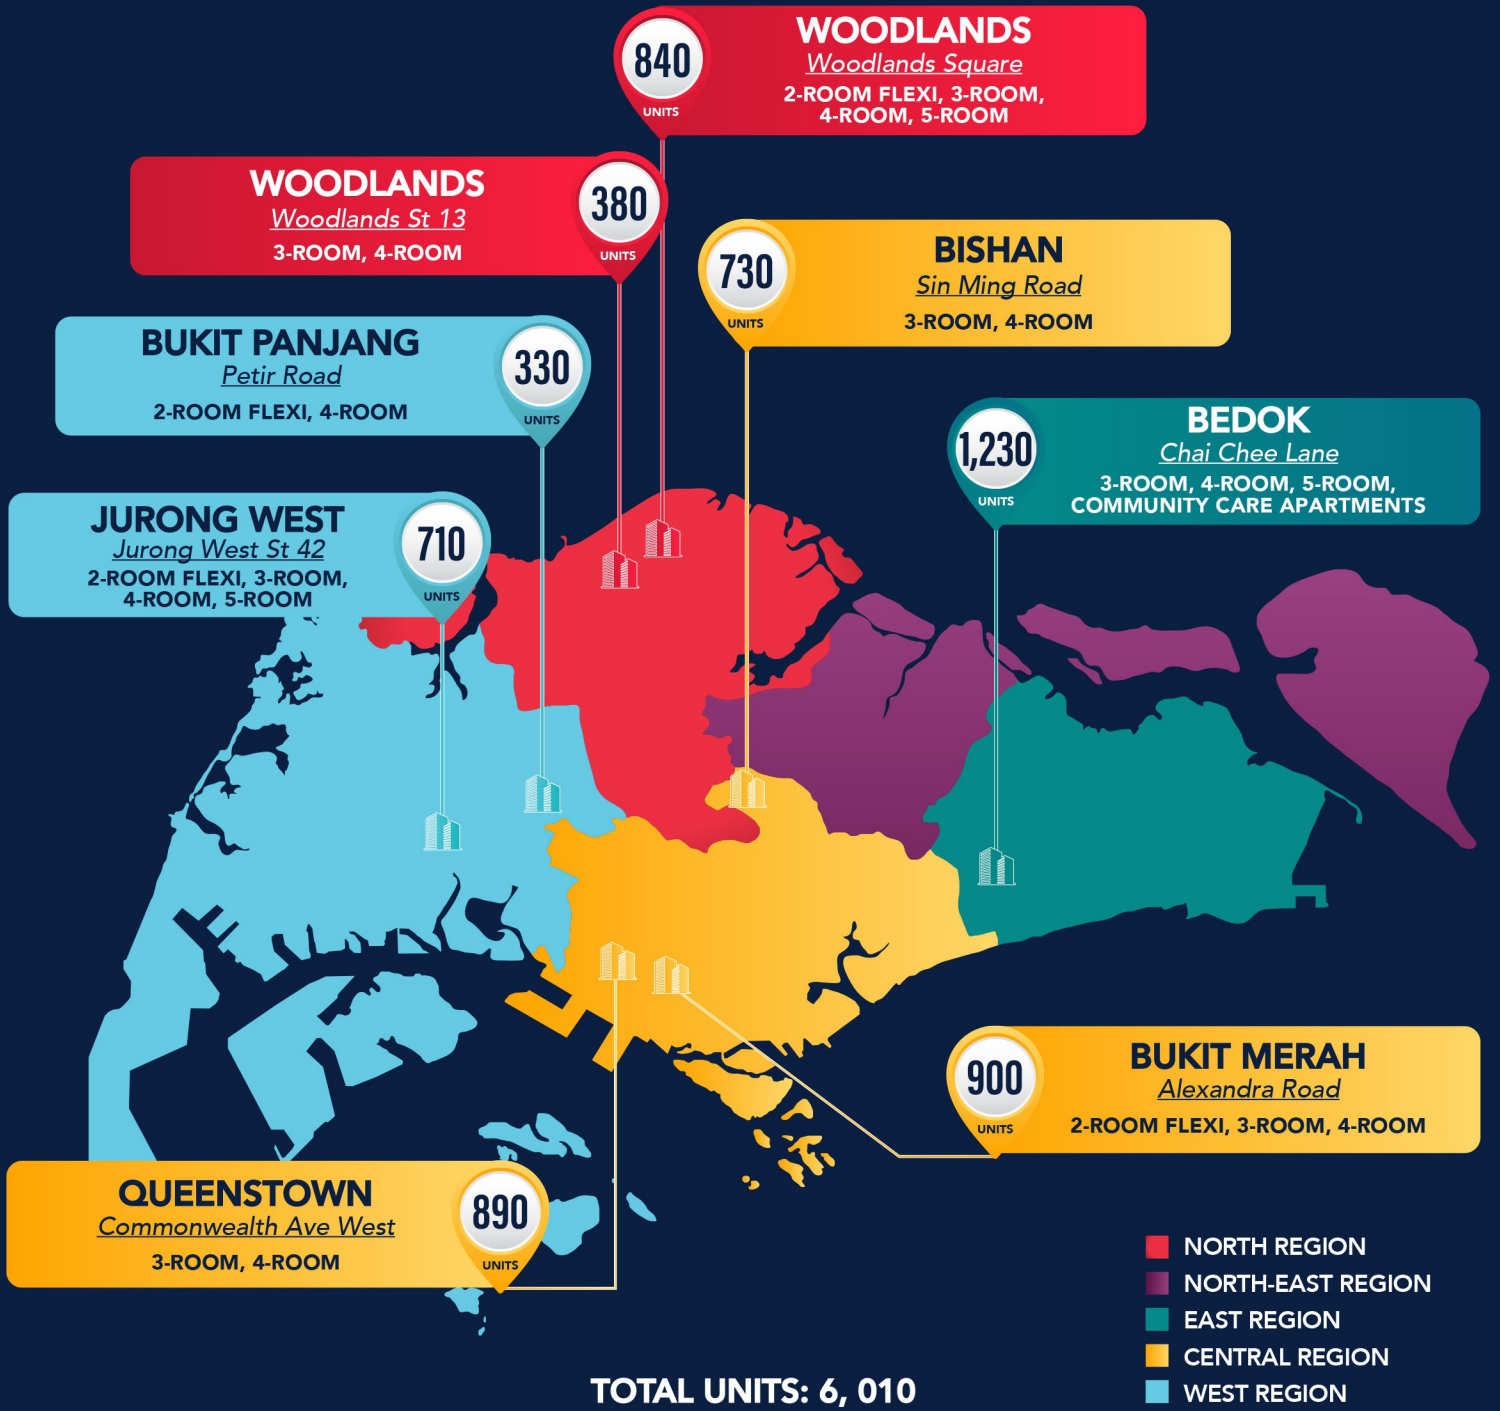 840
UNITS
WOODLANDS
Woodlands Square
2-ROOM FLEXI, 3-ROOM,
4-ROOM, 5-ROOM
WOODLANDS
Woodlands St 13
3-ROOM, 4-ROOM
380
UNITS
730
UNITS
BISHAN
Sin Ming Road
3-ROOM, 4-ROOM
BUKIT PANJANG
Petir Road
2-ROOM FLEXI, 4-ROOM
330
UNITS
1,230
UNITS
BEDOK
Chai Chee Lane
3-ROOM, 4-ROOM, 5-ROOM,
COMMUNITY CARE APARTMENTS
JURONG WEST
Jurong West St 42
2-ROOM FLEXI, 3-ROOM,
4-ROOM, 5-ROOM
710
UNITS
900
UNITS
BUKIT MERAH
Alexandra Road
2-ROOM FLEXI, 3-ROOM, 4-ROOM
QUEENSTOWN
Commonwealth Ave West
3-ROOM, 4-ROOM
890
UNITS
NORTH REGION
NORTH-EAST REGION
EAST REGION
CENTRAL REGION
WEST REGION
TOTAL UNITS: 6, 010